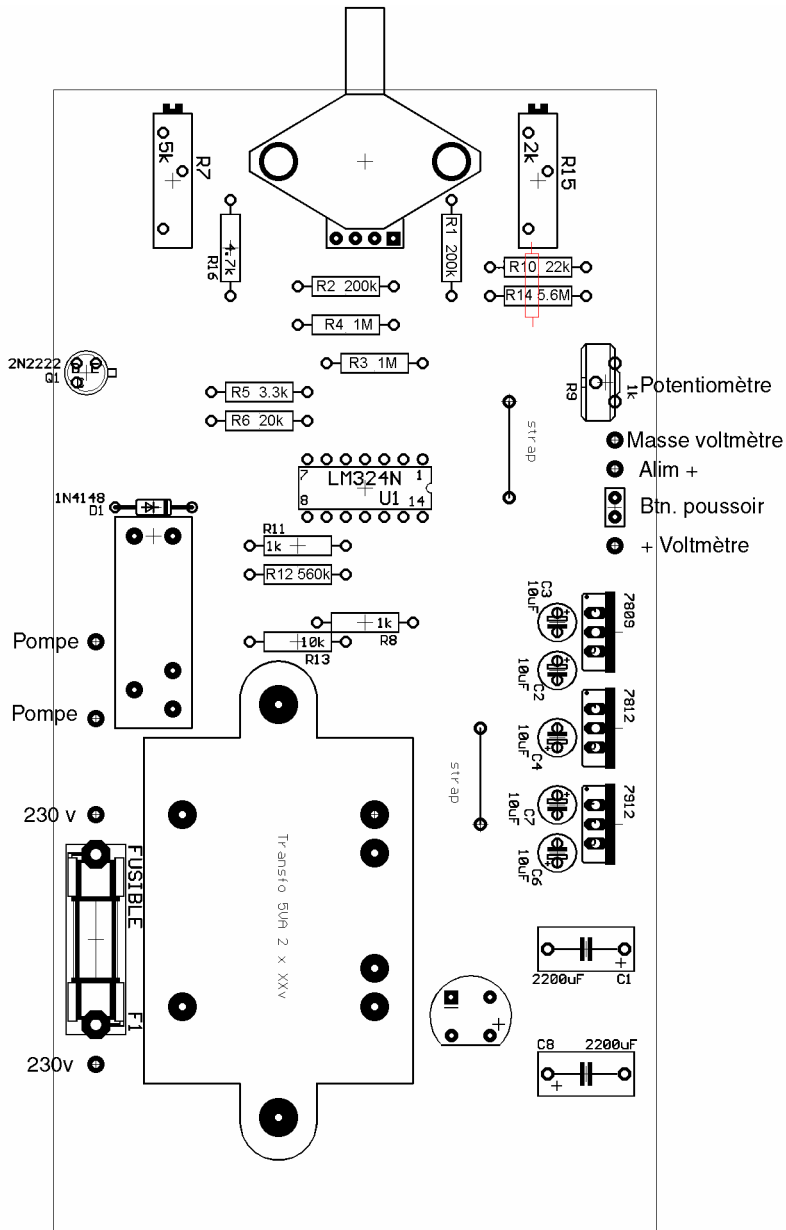 5k
R7
2k
R15
4.7k
R16
R1 200k
R10 22k
R2 200k
R14 5.6M
R4 1M
2N2222
Q1
R3 1M
R9
1k
Potentiomètre
R5 3.3k
R6 20k
strap
Masse voltmètre
Alim +
7
LM324N
1
8
U1
14
1N4148
D1
Btn. poussoir
R11
1k
+ Voltmètre
R12 560k
C3
10uF
7809
1k
R8
Pompe
10k
R13
10uF
C2
Pompe
7812
10uF
C4
strap
7912
230 v
C7
10uF
FUSIBLE
Transfo 5VA 2 x XXv
10uF
C6
+
2200uF
C1
F1
+
C8
2200uF
230v
+